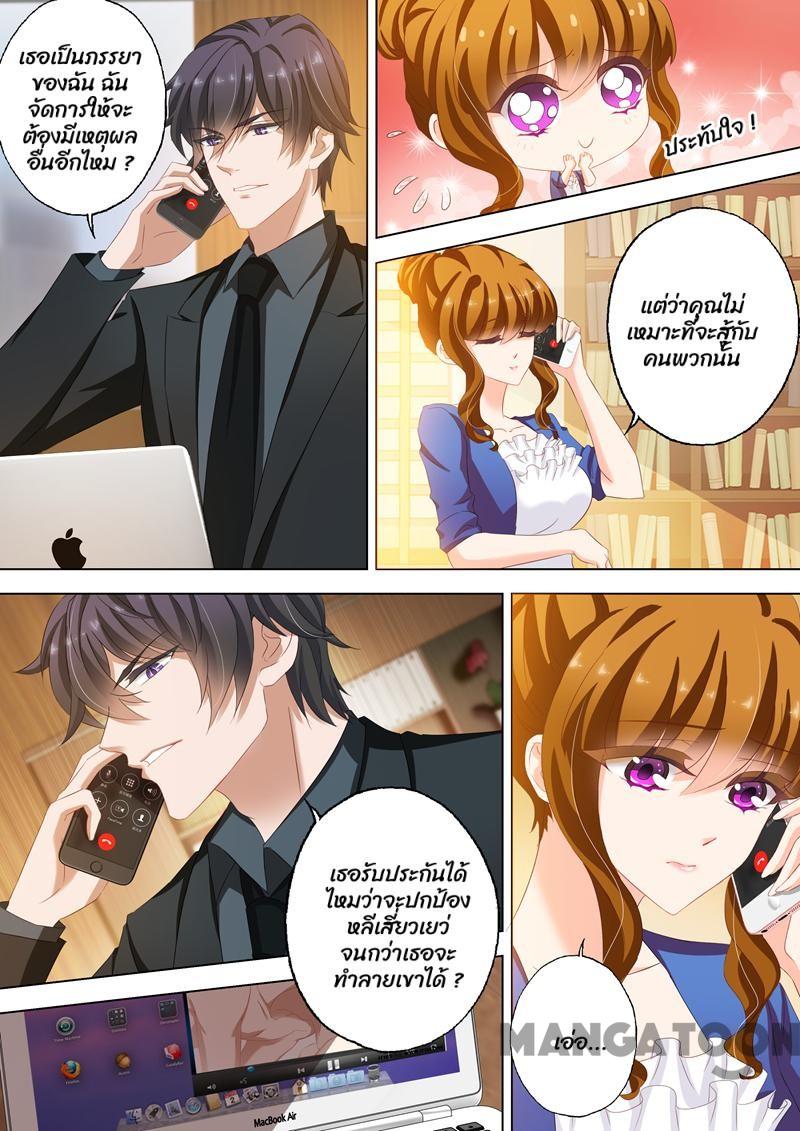 เธอเป็นภรรยา
ของฉัน ฉัน
จัดการให้จะ
ต้องมีเหตุผล
อื่นอีกไหม ?
ประทับใจ !
แต่ว่าคุณไม่
เหมาะที่จะสู้กับ
คนพวกนั้น
เธอรับประกันได้
ไหมว่าจะปกป้อง
หลีเสี่ยวเยว่
จนกว่าเธอจะ
ทำลายเขาได้ ?
เอ่อ...
MANGATOON
Time Machine
Firefox
MacBook Air